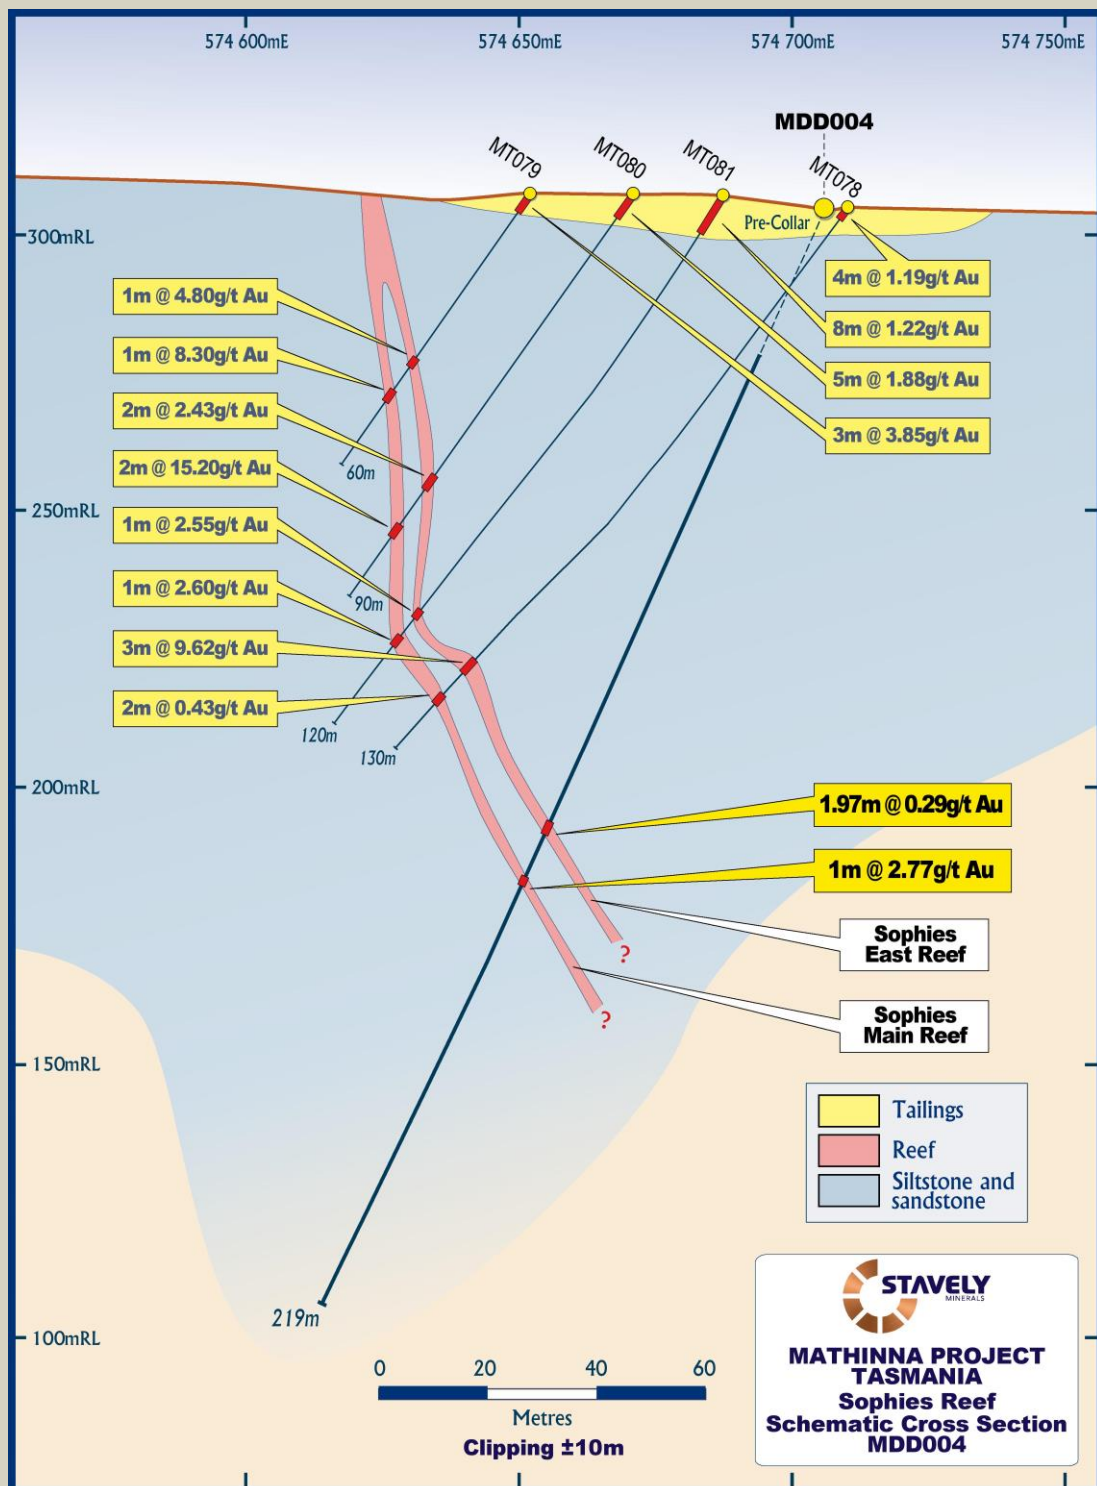 574 600mE
574 650mE
574 700mE
574 750mE
MDD004
MT079
MT080
MT081
MT078
Pre-Collar
300mRL
4m @ 1.19g/t Au
1m @ 4.80g/t Au
8m @ 1.22g/t Au
1m @ 8.30g/t Au
5m @ 1.88g/t Au
2m @ 2.43g/t Au
3m @ 3.85g/t Au
2m @ 15.20g/t Au
60m
250mRL
1m @ 2.55g/t Au
1m @ 2.60g/t Au
90m
3m @ 9.62g/t Au
2m @ 0.43g/t Au
120m
130m
200mRL
1.97m @ 0.29g/t Au
1m @ 2.77g/t Au
Sophies
East Reef
?
Sophies
Main Reef
?
150mRL
Tailings
Reef
Siltstone and
sandstone
219m
100mRL
0 20 40 60
Metres
Clipping ±10m
STAVELY
MINERALS
MATHINNA PROJECT
TASMANIA
Sophies Reef
Schematic Cross Section
MDD004